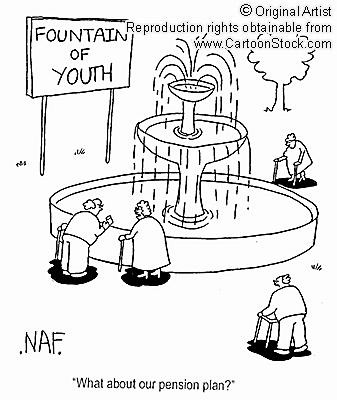 © Original Artist
Reproduction rights obtainable from
www.CartoonStock.com
FOUNTAIN
OF
YOUTH
.NAF.
"What about our pension plan?"